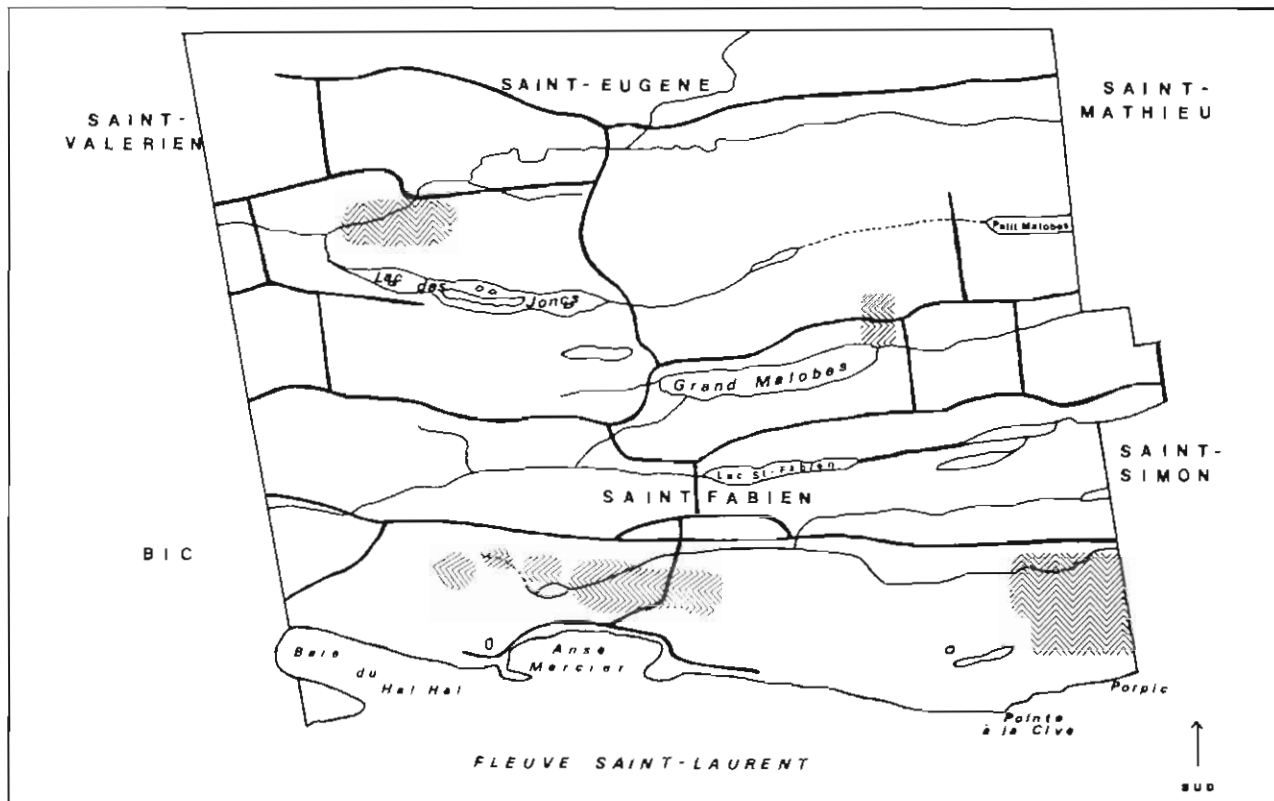 SAINT-EUGENE
SAINT-
VALERIEN
SAINT-
MATHIEU
Petit Malobes
Lac des Joncs
Grand Malobes
Lac St-Fabien
SAINT FABIEN
SAINT-
SIMON
BIC
Baie
du
Ha! Ha!
Anse
Mercier
Porpic
Pointe
à la Cive
FLEUVE SAINT-LAURENT
SUD